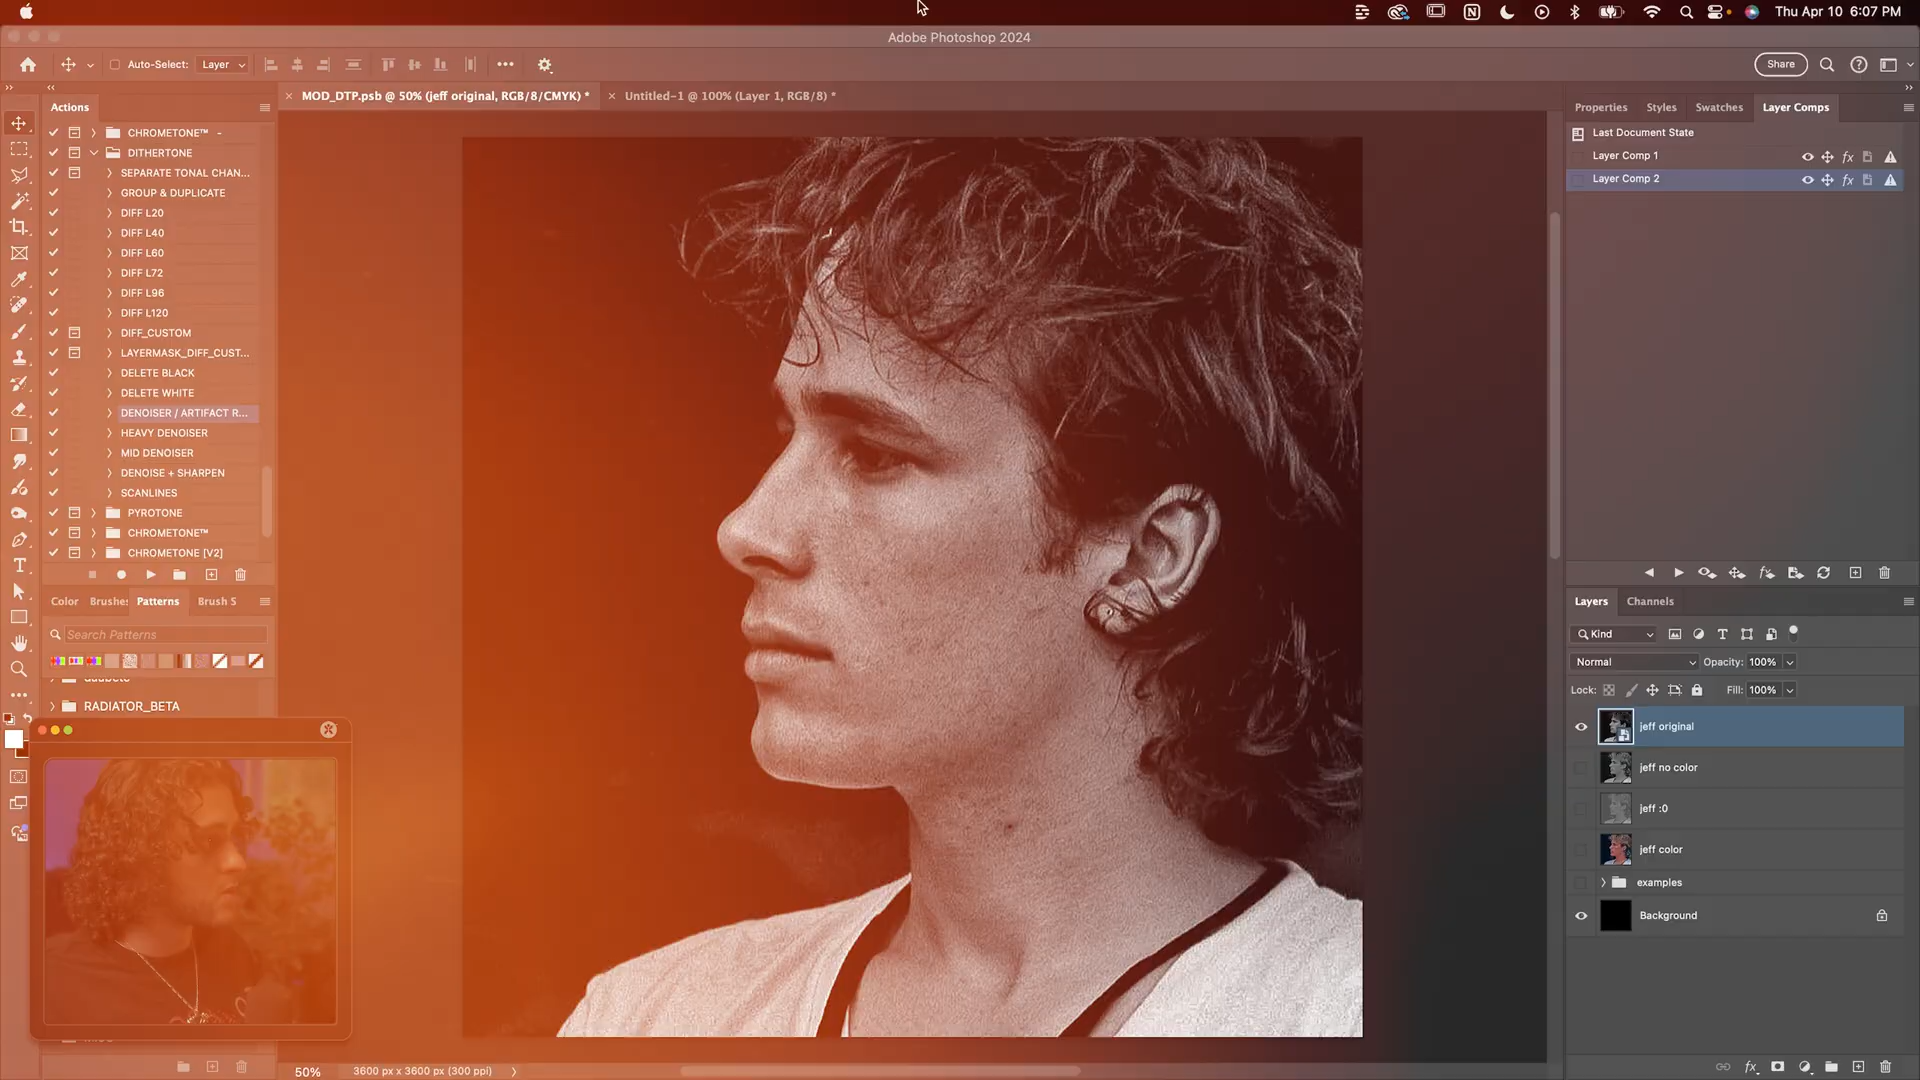 Thu Apr 10 6:07 PM
Adobe Photoshop 2024
Auto-Select: Layer
Share
MOD_DTP.psb @ 50% (jeff original, RGB/8/CMYK) *
Untitled-1 @ 100% (Layer 1, RGB/8) *
Actions
CHROMETONE™ -
DITHERTONE
SEPARATE TONAL CHAN...
GROUP & DUPLICATE
DIFF L20
DIFF L40
DIFF L60
DIFF L72
DIFF L96
DIFF L120
DIFF_CUSTOM
LAYERMASK_DIFF_CUST...
DELETE BLACK
DELETE WHITE
DENOISER / ARTIFACT R...
HEAVY DENOISER
MID DENOISER
DENOISE + SHARPEN
SCANLINES
PYROTONE
CHROMETONE™
CHROMETONE [V2]
Color Brushes Patterns Brush S
Search Patterns
RADIATOR_BETA
50% 3600 px x 3600 px (300 ppi)
Properties Styles Swatches Layer Comps
Last Document State
Layer Comp 1
Layer Comp 2
Layers Channels
Kind
Normal Opacity: 100%
Lock: Fill: 100%
jeff original
jeff no color
jeff :0
jeff color
examples
Background